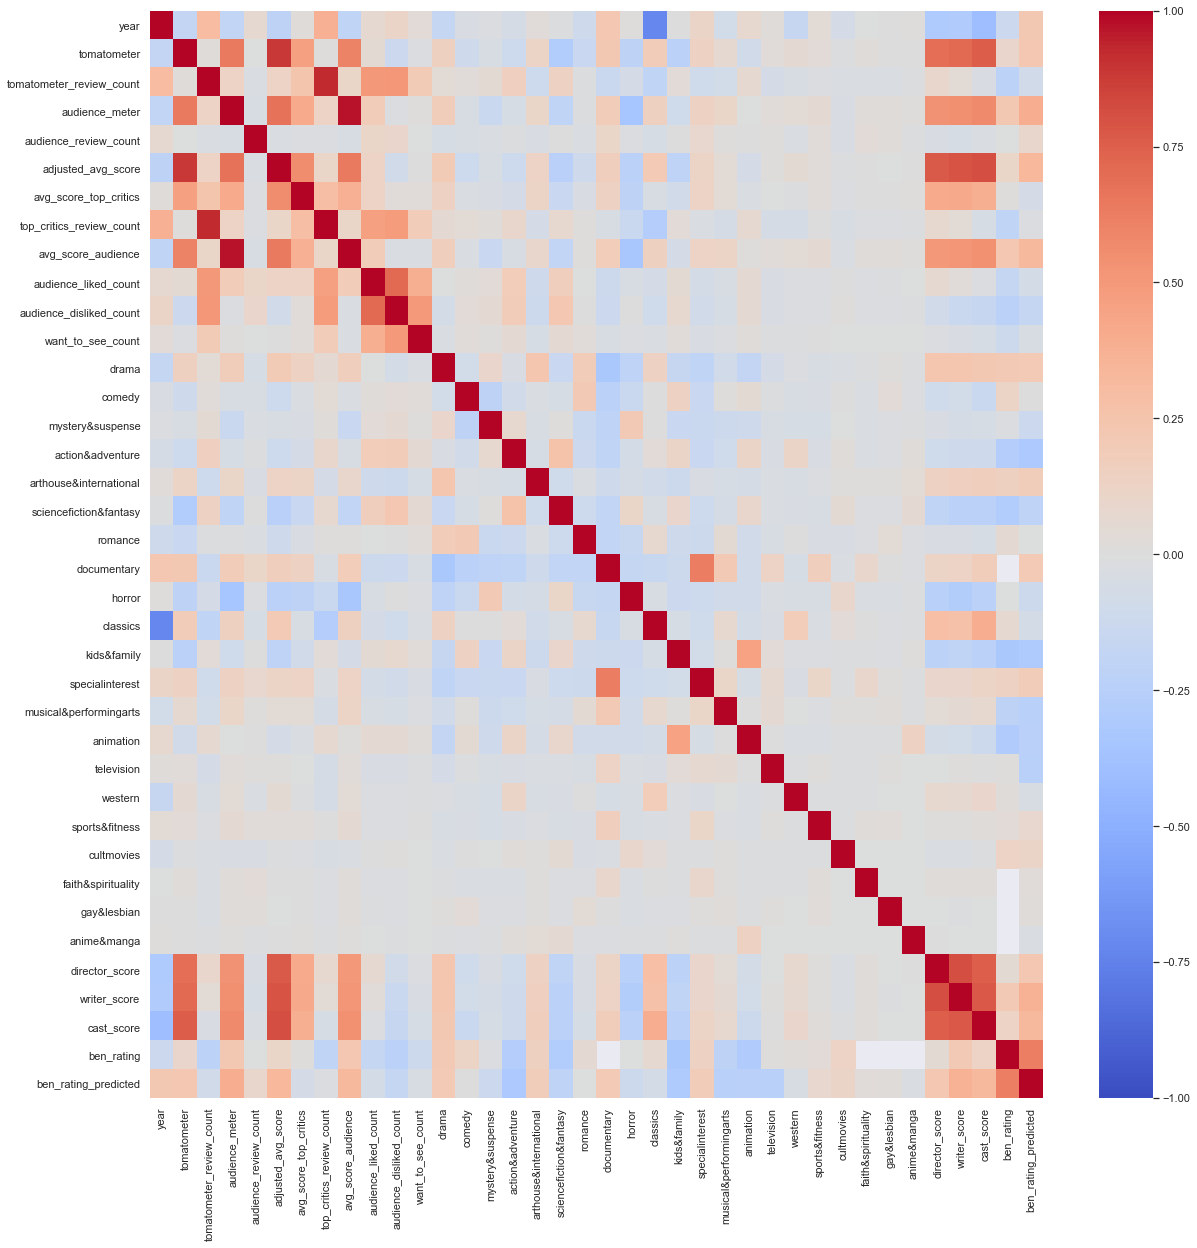 year
tomatometer
tomatometer_review_count
audience_meter
audience_review_count
adjusted_avg_score
avg_score_top_critics
top_critics_review_count
avg_score_audience
audience_liked_count
audience_disliked_count
want_to_see_count
drama
comedy
mystery&suspense
action&adventure
arthouse&international
sciencefiction&fantasy
romance
documentary
horror
classics
kids&family
specialinterest
musical&performingarts
animation
television
western
sports&fitness
cultmovies
faith&spirituality
gay&lesbian
anime&manga
director_score
writer_score
cast_score
ben_rating
ben_rating_predicted
year
tomatometer
tomatometer_review_count
audience_meter
audience_review_count
adjusted_avg_score
avg_score_top_critics
top_critics_review_count
avg_score_audience
audience_liked_count
audience_disliked_count
want_to_see_count
drama
comedy
mystery&suspense
action&adventure
arthouse&international
sciencefiction&fantasy
romance
documentary
horror
classics
kids&family
specialinterest
musical&performingarts
animation
television
western
sports&fitness
cultmovies
faith&spirituality
gay&lesbian
anime&manga
director_score
writer_score
cast_score
ben_rating
ben_rating_predicted
1.00
0.75
0.50
0.25
0.00
−0.25
−0.50
−0.75
−1.00